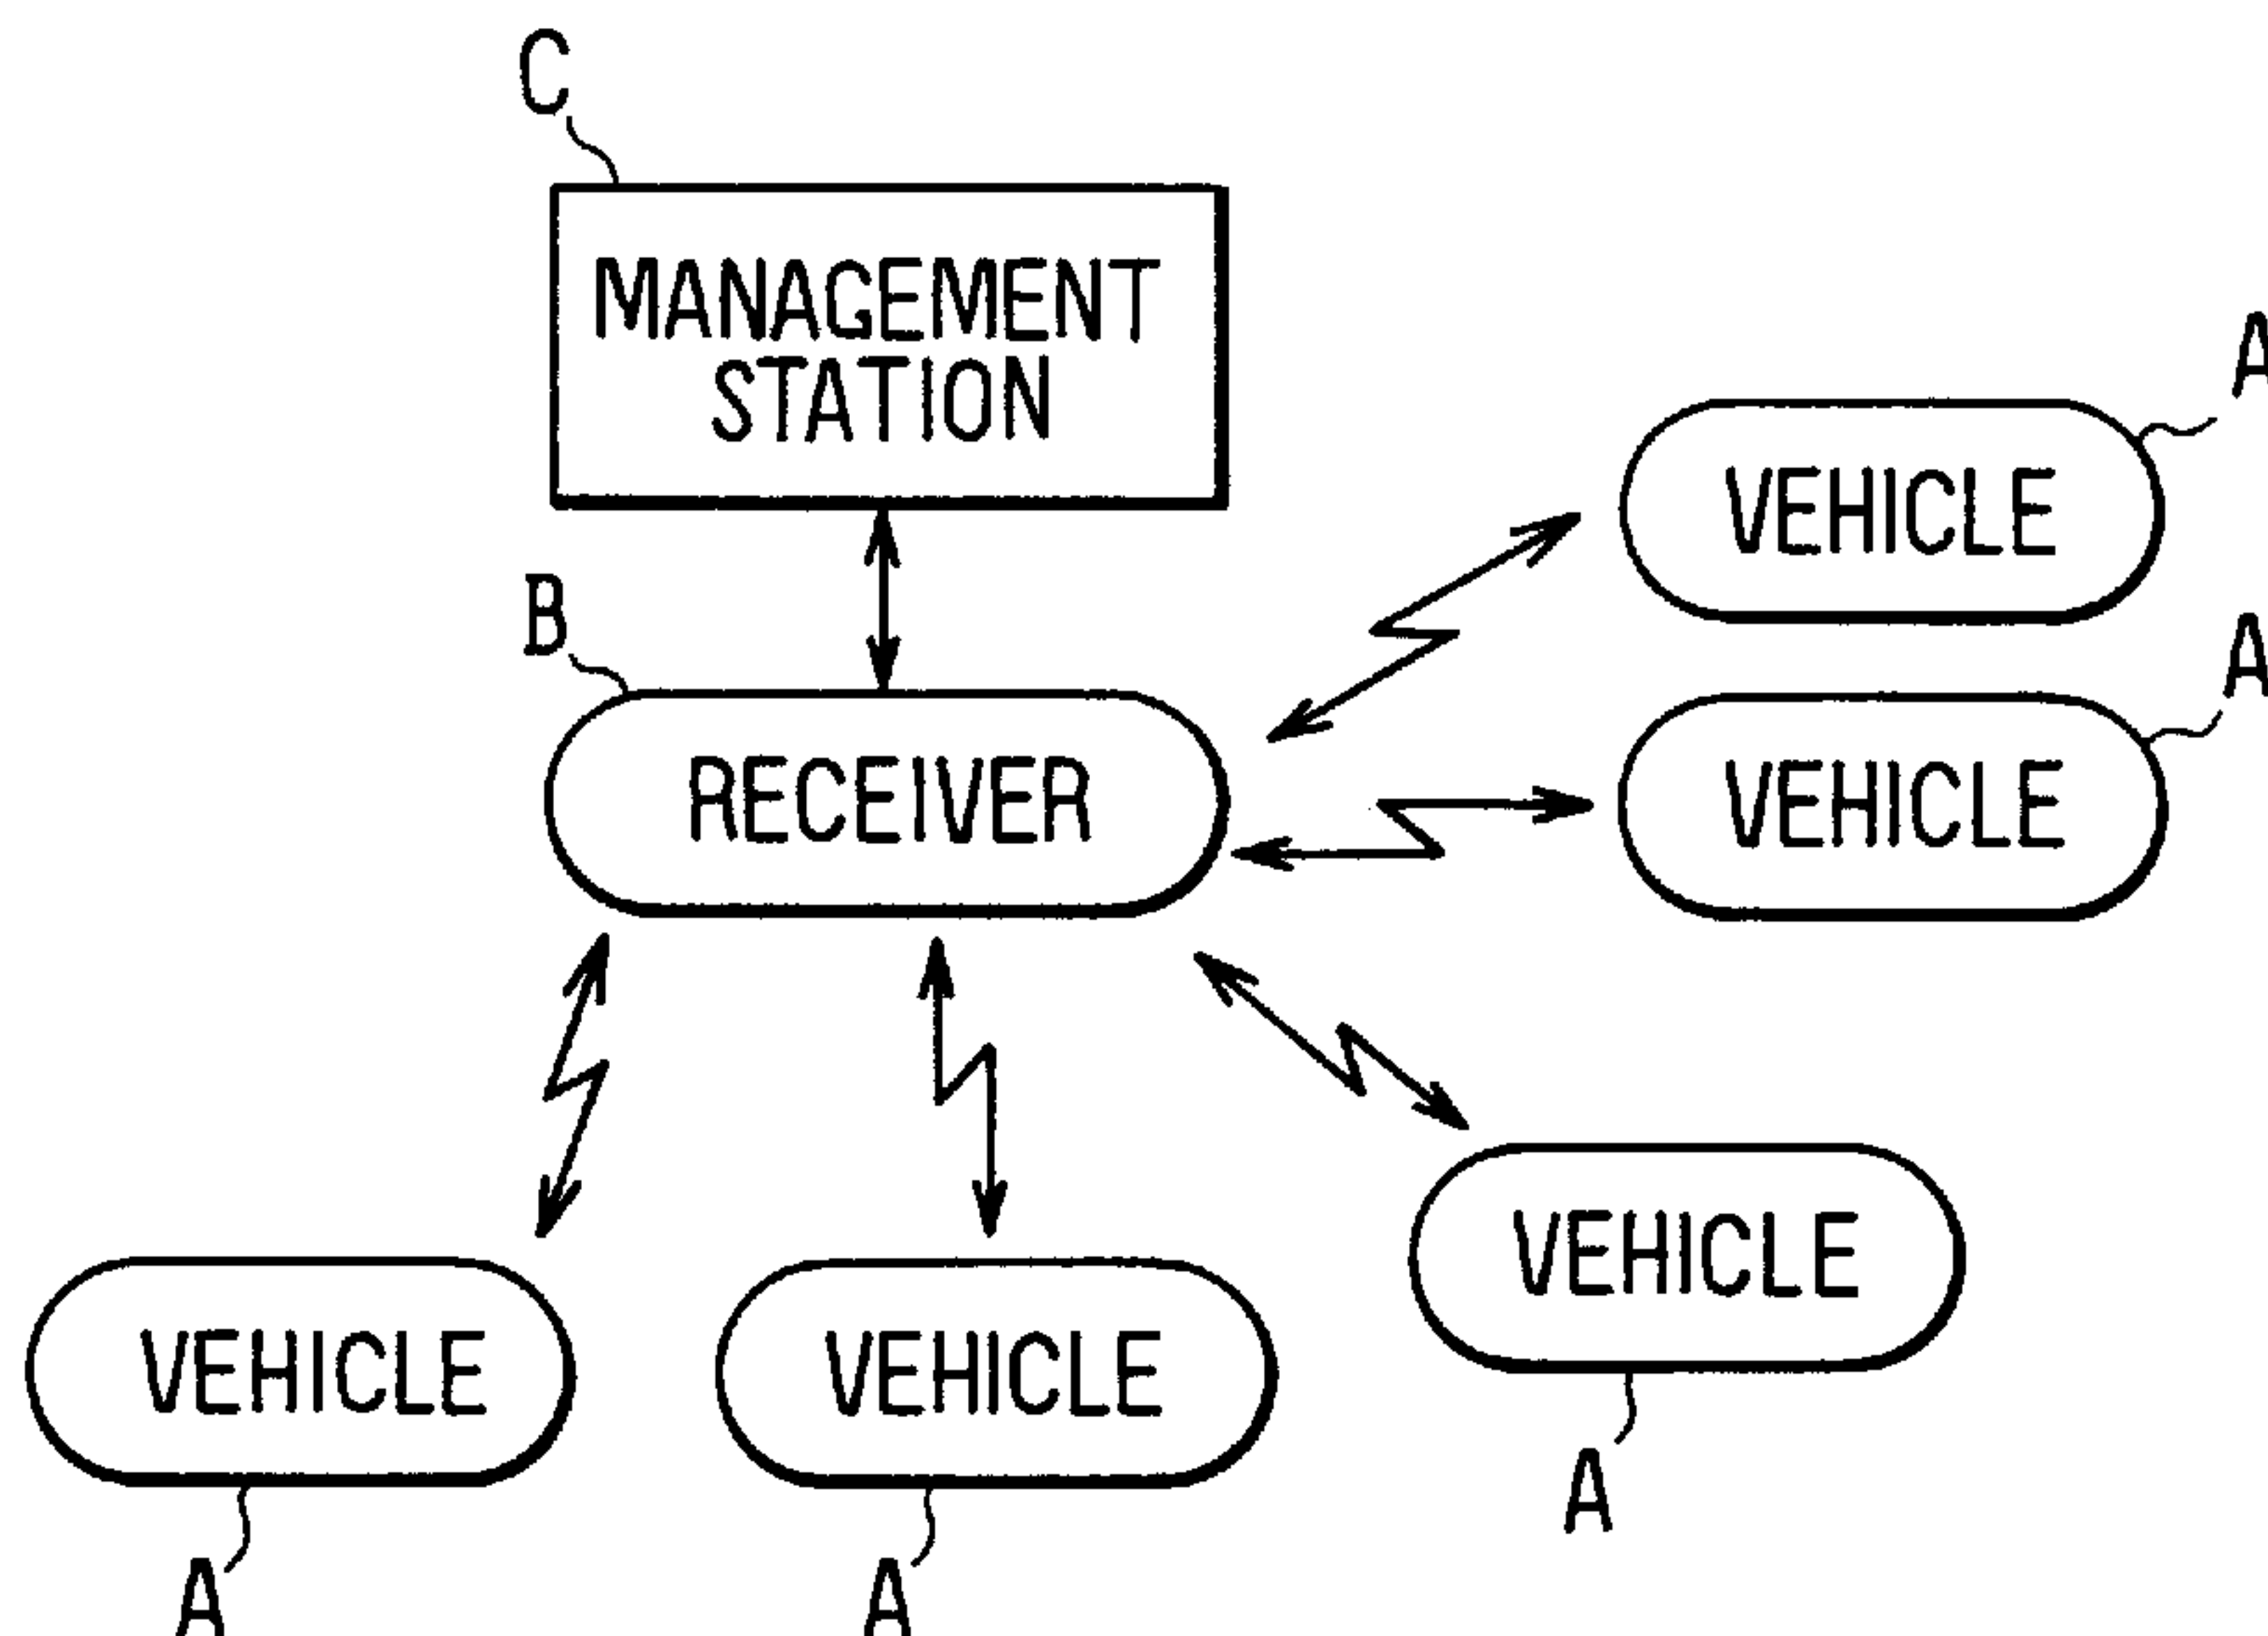 C
MANAGEMENT
STATION
A
VEHICLE
B
A
RECEIVER
VEHICLE
VEHICLE
VEHICLE
VEHICLE
A
A
A